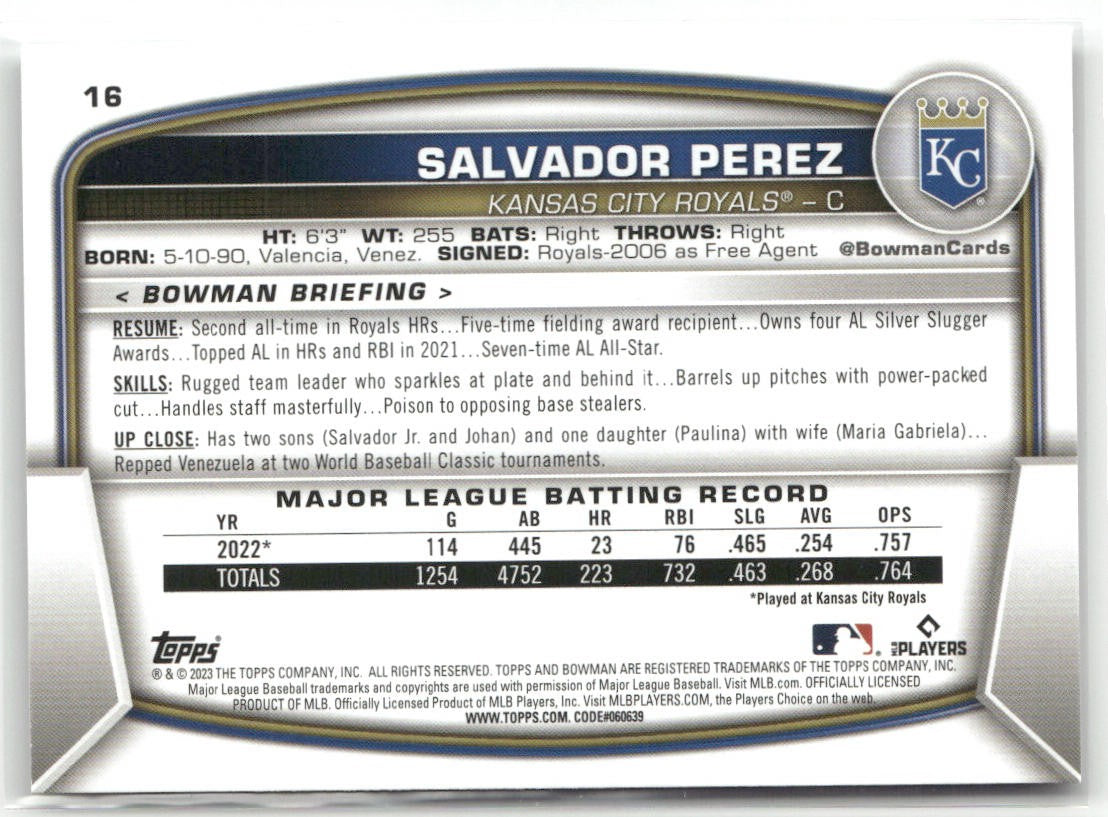 16
SALVADOR PEREZ
KC
®
KANSAS CITY ROYALS® – C
HT: 6'3" WT: 255 BATS: Right THROWS: Right
BORN: 5-10-90, Valencia, Venez. SIGNED: Royals-2006 as Free Agent @BowmanCards
< BOWMAN BRIEFING >
RESUME: Second all-time in Royals HRs...Five-time fielding award recipient...Owns four AL Silver Slugger
Awards...Topped AL in HRs and RBI in 2021...Seven-time AL All-Star.
SKILLS: Rugged team leader who sparkles at plate and behind it...Barrels up pitches with power-packed
cut...Handles staff masterfully...Poison to opposing base stealers.
UP CLOSE: Has two sons (Salvador Jr. and Johan) and one daughter (Paulina) with wife (Maria Gabriela)...
Repped Venezuela at two World Baseball Classic tournaments.
MAJOR LEAGUE BATTING RECORD
YR G AB HR RBI SLG AVG OPS
2022* 114 445 23 76 .465 .254 .757
TOTALS 1254 4752 223 732 .463 .268 .764
*Played at Kansas City Royals
Topps® ® MLB PLAYERS
® & © 2023 THE TOPPS COMPANY, INC. ALL RIGHTS RESERVED. TOPPS AND BOWMAN ARE REGISTERED TRADEMARKS OF THE TOPPS COMPANY, INC.
Major League Baseball trademarks and copyrights are used with permission of Major League Baseball. Visit MLB.com. OFFICIALLY LICENSED
PRODUCT OF MLB. Officially Licensed Product of MLB Players, Inc. Visit MLBPLAYERS.COM, the Players Choice on the web.
WWW.TOPPS.COM. CODE#060639